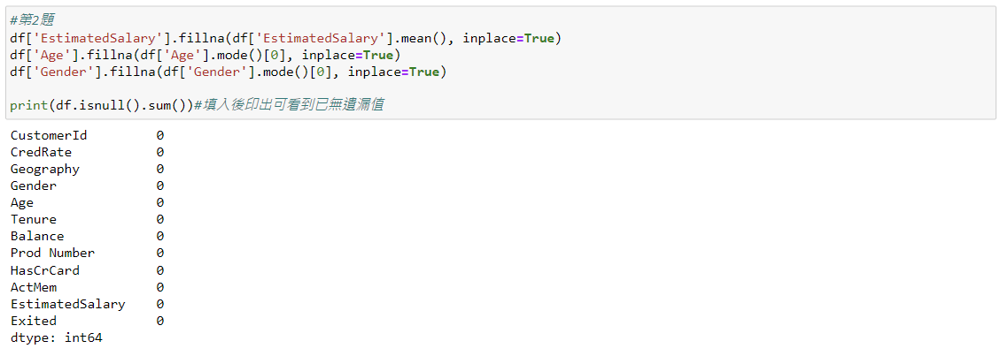 #第2題
df['EstimatedSalary'].fillna(df['EstimatedSalary'].mean(), inplace=True)
df['Age'].fillna(df['Age'].mode()[0], inplace=True)
df['Gender'].fillna(df['Gender'].mode()[0], inplace=True)
print(df.isnull().sum())#填入後印出可看到已無遺漏值
CustomerId 0
CredRate 0
Geography 0
Gender 0
Age 0
Tenure 0
Balance 0
Prod Number 0
HasCrCard 0
ActMem 0
EstimatedSalary 0
Exited 0
dtype: int64